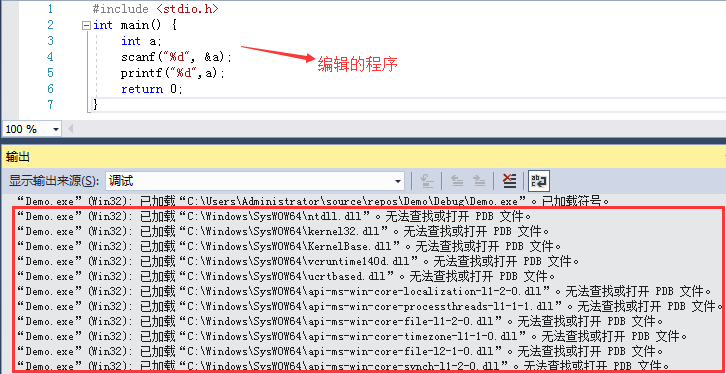 1 #include <stdio.h>
2 int main() {
3 int a;
4 scanf("%d", &a);
编辑的程序
5 printf("%d",a);
6 return 0;
7 }
100 %
输出
显示输出来源(S): 调试
“Demo.exe”(Win32): 已加载“C:\Users\Administrator\source\repos\Demo\Debug\Demo.exe”。已加载符号。
“Demo.exe”(Win32): 已加载“C:\Windows\SysWOW64\ntdll.dll”。无法查找或打开 PDB 文件。
“Demo.exe”(Win32): 已加载“C:\Windows\SysWOW64\kernel32.dll”。无法查找或打开 PDB 文件。
“Demo.exe”(Win32): 已加载“C:\Windows\SysWOW64\KernelBase.dll”。无法查找或打开 PDB 文件。
“Demo.exe”(Win32): 已加载“C:\Windows\SysWOW64\vcruntime140d.dll”。无法查找或打开 PDB 文件。
“Demo.exe”(Win32): 已加载“C:\Windows\SysWOW64\ucrtbased.dll”。无法查找或打开 PDB 文件。
“Demo.exe”(Win32): 已加载“C:\Windows\SysWOW64\api-ms-win-core-localization-l1-2-0.dll”。无法查找或打开 PDB 文件。
“Demo.exe”(Win32): 已加载“C:\Windows\SysWOW64\api-ms-win-core-processthreads-l1-1-1.dll”。无法查找或打开 PDB 文件。
“Demo.exe”(Win32): 已加载“C:\Windows\SysWOW64\api-ms-win-core-file-l1-2-0.dll”。无法查找或打开 PDB 文件。
“Demo.exe”(Win32): 已加载“C:\Windows\SysWOW64\api-ms-win-core-timezone-l1-1-0.dll”。无法查找或打开 PDB 文件。
“Demo.exe”(Win32): 已加载“C:\Windows\SysWOW64\api-ms-win-core-file-l2-1-0.dll”。无法查找或打开 PDB 文件。
“Demo.exe”(Win32): 已加载“C:\Windows\SysWOW64\api-ms-win-core-synch-l1-2-0.dll”。无法查找或打开 PDB 文件。